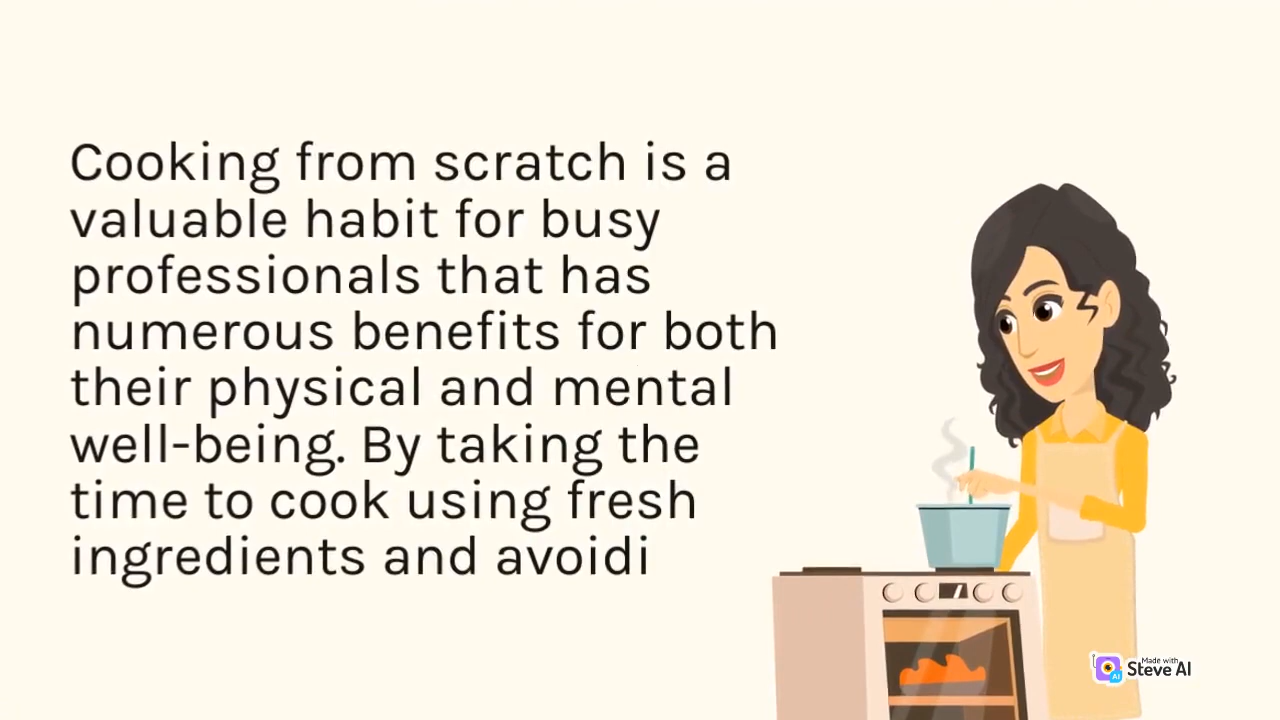 Cooking from scratch is a
valuable habit for busy
professionals that has
numerous benefits for both
their physical and mental
well-being. By taking the
time to cook using fresh
ingredients and avoidi
Made with
Steve AI
AI